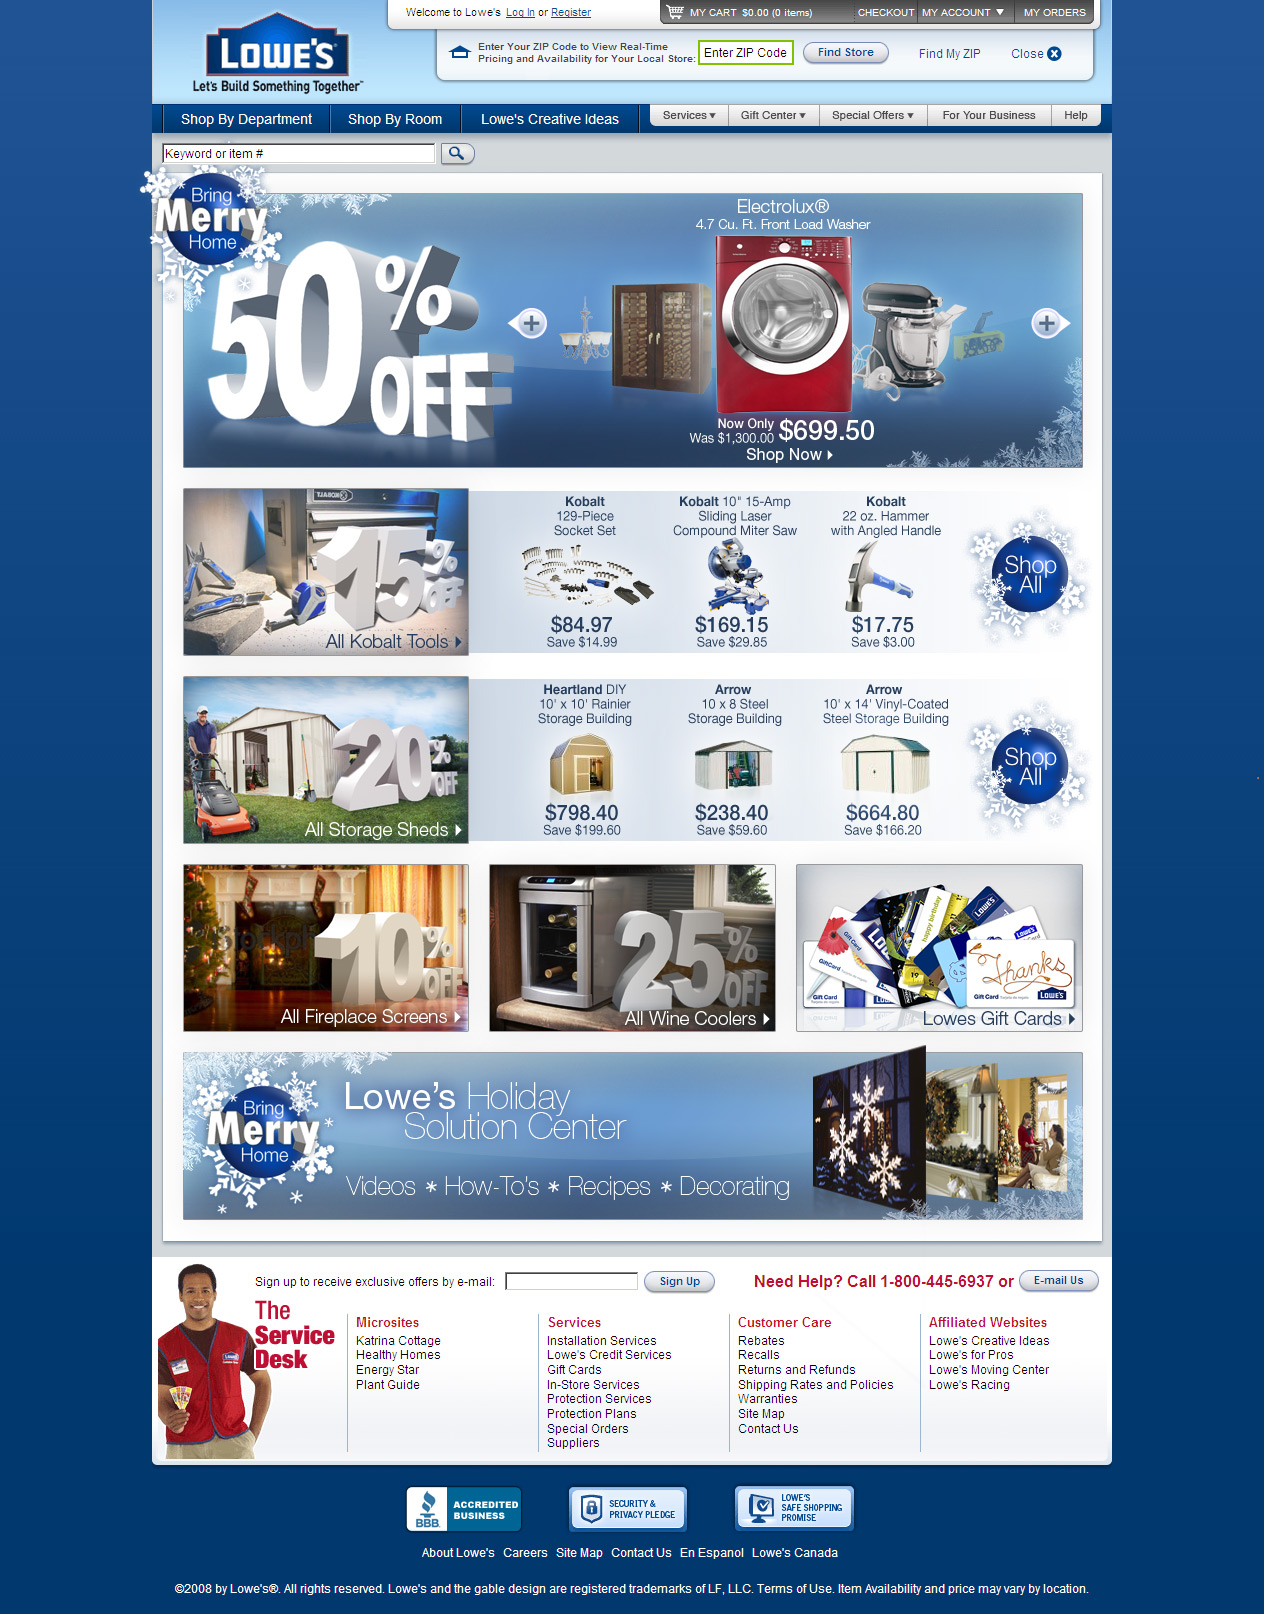 LOWE'S
Let's Build Something Together™
Welcome to Lowe's Log In or Register
MY CART $0.00 (0 items)
CHECKOUT
MY ACCOUNT
MY ORDERS
Enter Your ZIP Code to View Real-Time
Pricing and Availability for Your Local Store:
Enter ZIP Code
Find Store
Find My ZIP
Close
Shop By Department
Shop By Room
Lowe's Creative Ideas
Services
Gift Center
Special Offers
For Your Business
Help
Keyword or item #
Bring
Merry
Home
50% OFF
Electrolux®
4.7 Cu. Ft. Front Load Washer
Now Only
Was $1,300.00
$699.50
Shop Now
KOBALT
15% OFF
All Kobalt Tools
Kobalt
129-Piece
Socket Set
$84.97
Save $14.99
Kobalt 10" 15-Amp
Sliding Laser
Compound Miter Saw
$169.15
Save $29.85
Kobalt
22 oz. Hammer
with Angled Handle
$17.75
Save $3.00
Shop
All
20% OFF
All Storage Sheds
Heartland DIY
10' x 10' Rainier
Storage Building
$798.40
Save $199.60
Arrow
10 x 8 Steel
Storage Building
$238.40
Save $59.60
Arrow
10' x 14' Vinyl-Coated
Steel Storage Building
$664.80
Save $166.20
Shop
All
10% OFF
All Fireplace Screens
25% OFF
All Wine Coolers
GiftCard
Gift Card
Gift Card
happy birthday
19
LOWE'S
LOWE'S
Thanks
Gift Card
LOWE'S
Lowes Gift Cards
Bring
Merry
Home
Lowe's Holiday
Solution Center
Videos * How-To's * Recipes * Decorating
Sign up to receive exclusive offers by e-mail:
Sign Up
Need Help? Call 1-800-445-6937 or
E-mail Us
The
Service
Desk
Microsites
Katrina Cottage
Healthy Homes
Energy Star
Plant Guide
Services
Installation Services
Lowe's Credit Services
Gift Cards
In-Store Services
Protection Services
Protection Plans
Special Orders
Suppliers
Customer Care
Rebates
Recalls
Returns and Refunds
Shipping Rates and Policies
Warranties
Site Map
Contact Us
Affiliated Websites
Lowe's Creative Ideas
Lowe's for Pros
Lowe's Moving Center
Lowe's Racing
BBB.
ACCREDITED
BUSINESS
SECURITY &
PRIVACY PLEDGE
LOWE'S
SAFE SHOPPING
PROMISE
About Lowe's
Careers
Site Map
Contact Us
En Espanol
Lowe's Canada
©2008 by Lowe's®. All rights reserved. Lowe's and the gable design are registered trademarks of LF, LLC. Terms of Use. Item Availability and price may vary by location.